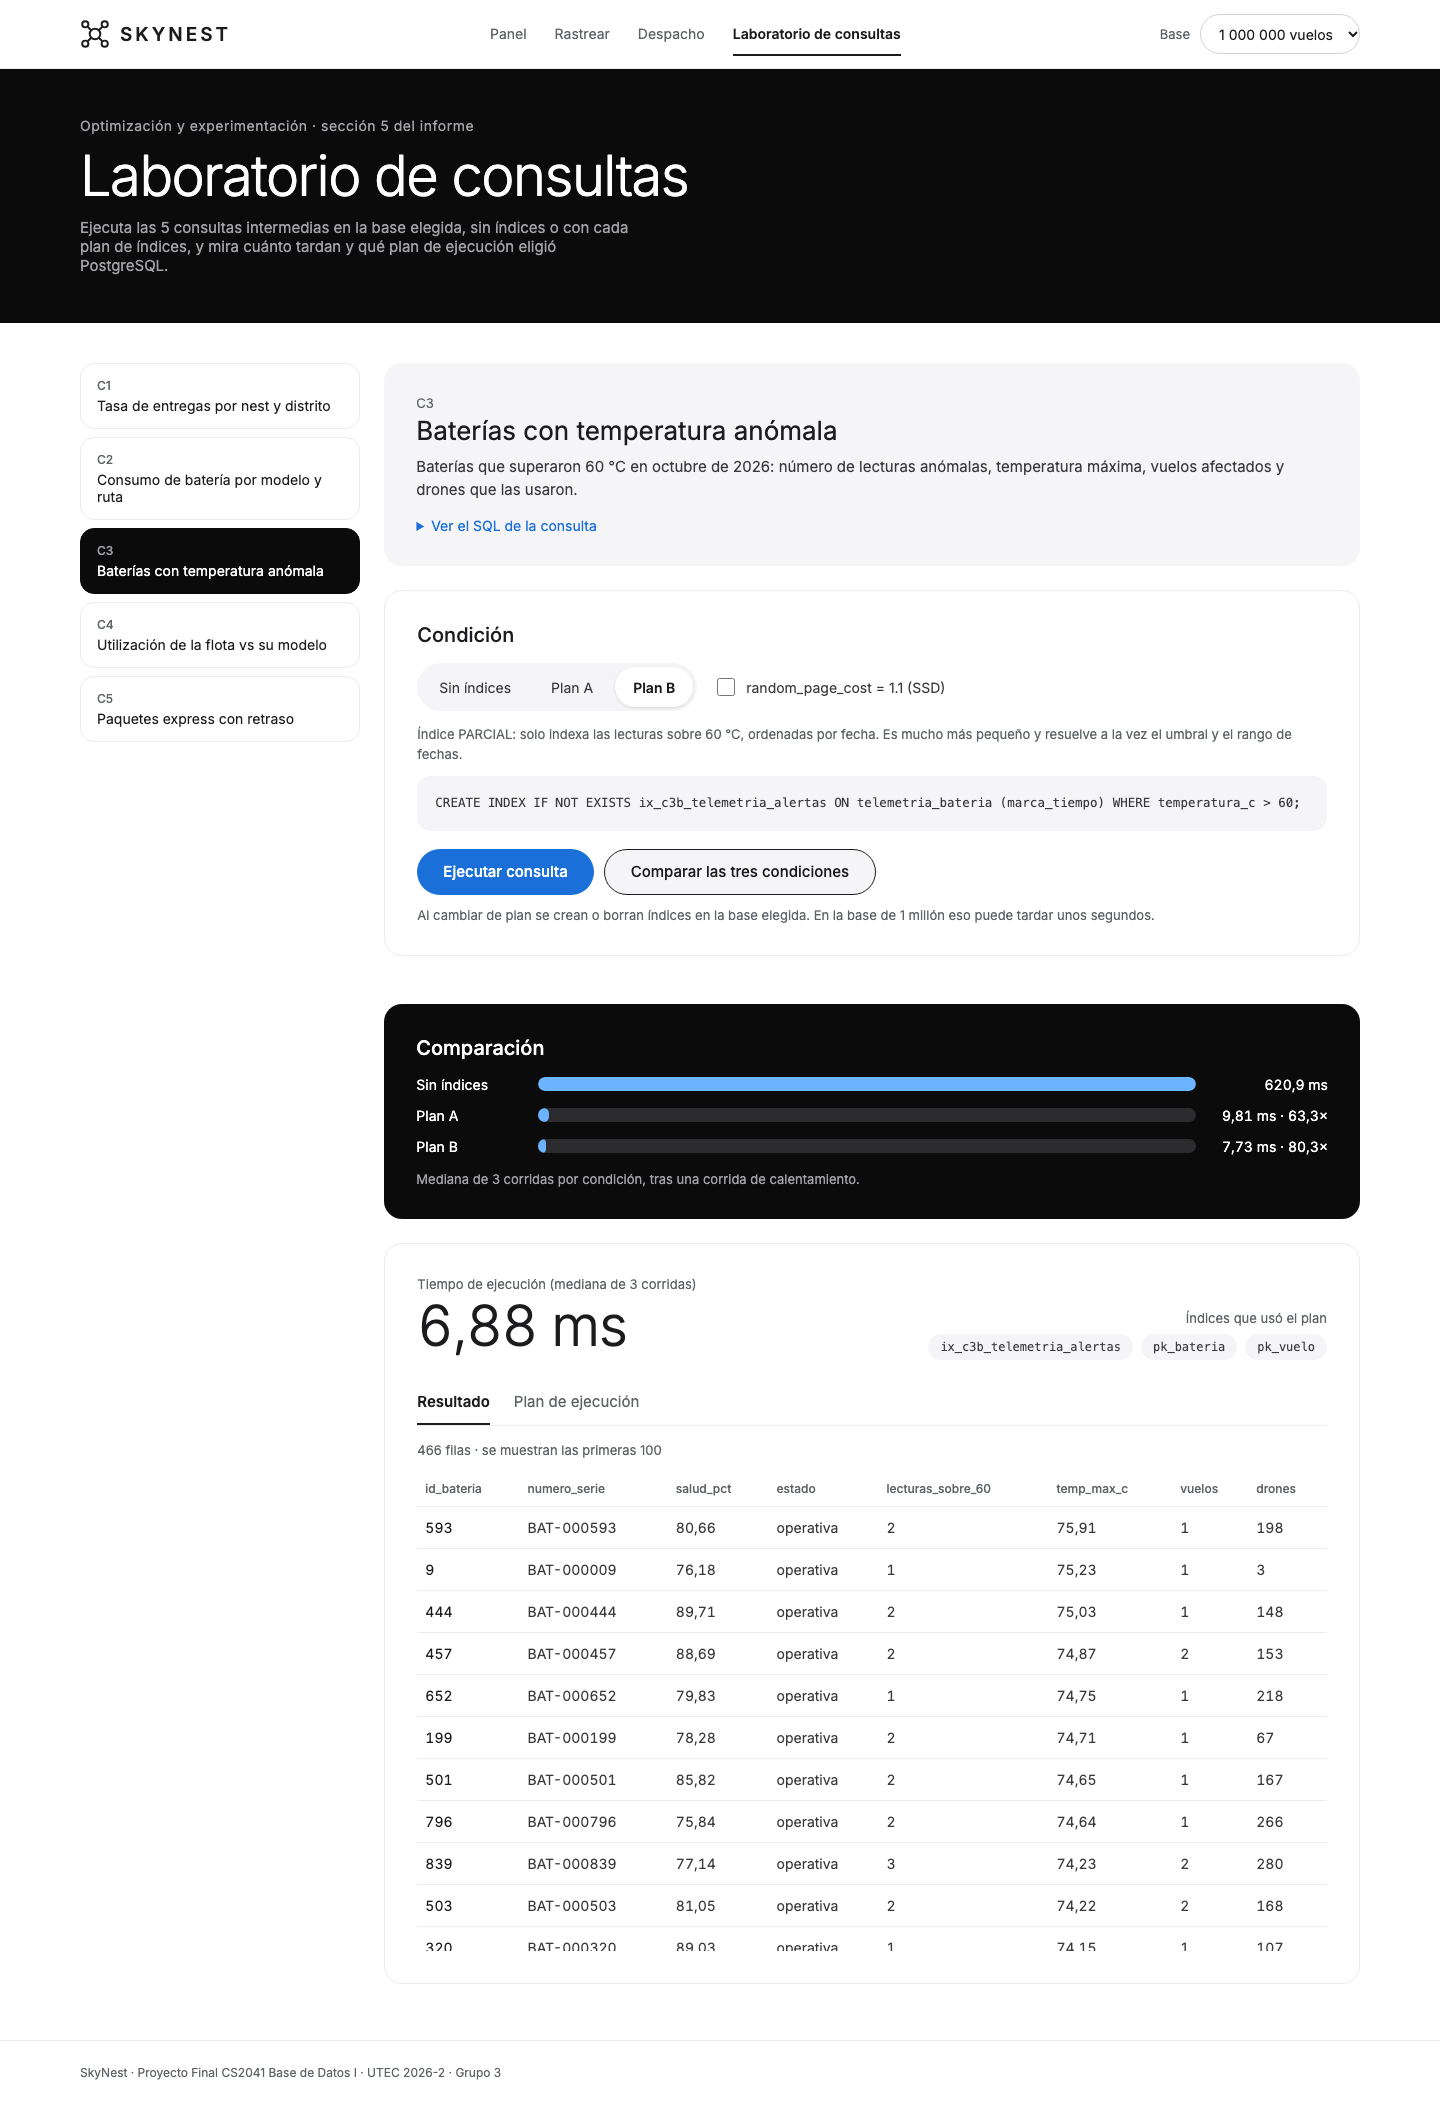 SKYNEST
Panel
Rastrear
Despacho
Laboratorio de consultas
Base
1 000 000 vuelos
Optimización y experimentación · sección 5 del informe
Laboratorio de consultas
Ejecuta las 5 consultas intermedias en la base elegida, sin índices o con cada
plan de índices, y mira cuánto tardan y qué plan de ejecución eligió
PostgreSQL.
C1
Tasa de entregas por nest y distrito
C2
Consumo de batería por modelo y
ruta
C3
Baterías con temperatura anómala
C4
Utilización de la flota vs su modelo
C5
Paquetes express con retraso
C3
Baterías con temperatura anómala
Baterías que superaron 60 °C en octubre de 2026: número de lecturas anómalas, temperatura máxima, vuelos afectados y
drones que las usaron.
▶ Ver el SQL de la consulta
Condición
Sin índices
Plan A
Plan B
random_page_cost = 1.1 (SSD)
Índice PARCIAL: solo indexa las lecturas sobre 60 °C, ordenadas por fecha. Es mucho más pequeño y resuelve a la vez el umbral y el rango de
fechas.
CREATE INDEX IF NOT EXISTS ix_c3b_telemetria_alertas ON telemetria_bateria (marca_tiempo) WHERE temperatura_c > 60;
Ejecutar consulta
Comparar las tres condiciones
Al cambiar de plan se crean o borran índices en la base elegida. En la base de 1 millón eso puede tardar unos segundos.
Comparación
Sin índices 620,9 ms
Plan A 9,81 ms · 63,3×
Plan B 7,73 ms · 80,3×
Mediana de 3 corridas por condición, tras una corrida de calentamiento.
Tiempo de ejecución (mediana de 3 corridas)
6,88 ms
Índices que usó el plan
ix_c3b_telemetria_alertas pk_bateria pk_vuelo
Resultado
Plan de ejecución
466 filas · se muestran las primeras 100
id_bateria numero_serie salud_pct estado lecturas_sobre_60 temp_max_c vuelos drones
593 BAT-000593 80,66 operativa 2 75,91 1 198
9 BAT-000009 76,18 operativa 1 75,23 1 3
444 BAT-000444 89,71 operativa 2 75,03 1 148
457 BAT-000457 88,69 operativa 2 74,87 2 153
652 BAT-000652 79,83 operativa 1 74,75 1 218
199 BAT-000199 78,28 operativa 2 74,71 1 67
501 BAT-000501 85,82 operativa 2 74,65 1 167
796 BAT-000796 75,84 operativa 2 74,64 1 266
839 BAT-000839 77,14 operativa 3 74,23 2 280
503 BAT-000503 81,05 operativa 2 74,22 2 168
320 BAT-000320 89,03 operativa 1 74,15 1 107
SkyNest · Proyecto Final CS2041 Base de Datos I · UTEC 2026-2 · Grupo 3